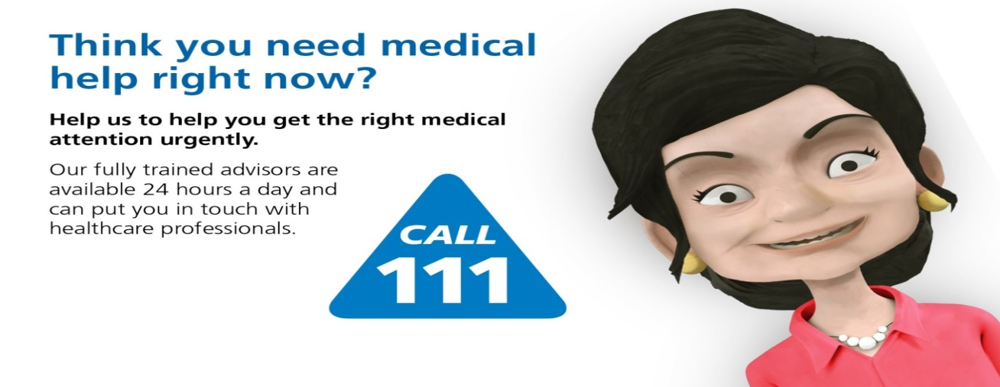 Think you need medical
help right now?
Help us to help you get the right medical
attention urgently.
Our fully trained advisors are
available 24 hours a day and
can put you in touch with
healthcare professionals.
CALL
111